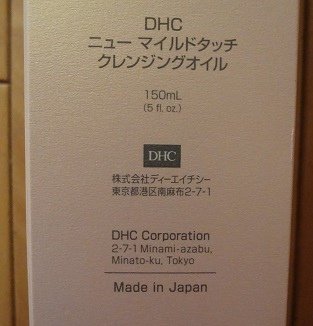 DHC
ニュー マイルドタッチ
クレンジングオイル
150mL
(5 fl. oz.)
DHC
株式会社ディーエイチシー
東京都港区南麻布2-7-1
DHC Corporation
2-7-1 Minami-azabu,
Minato-ku, Tokyo
Made in Japan